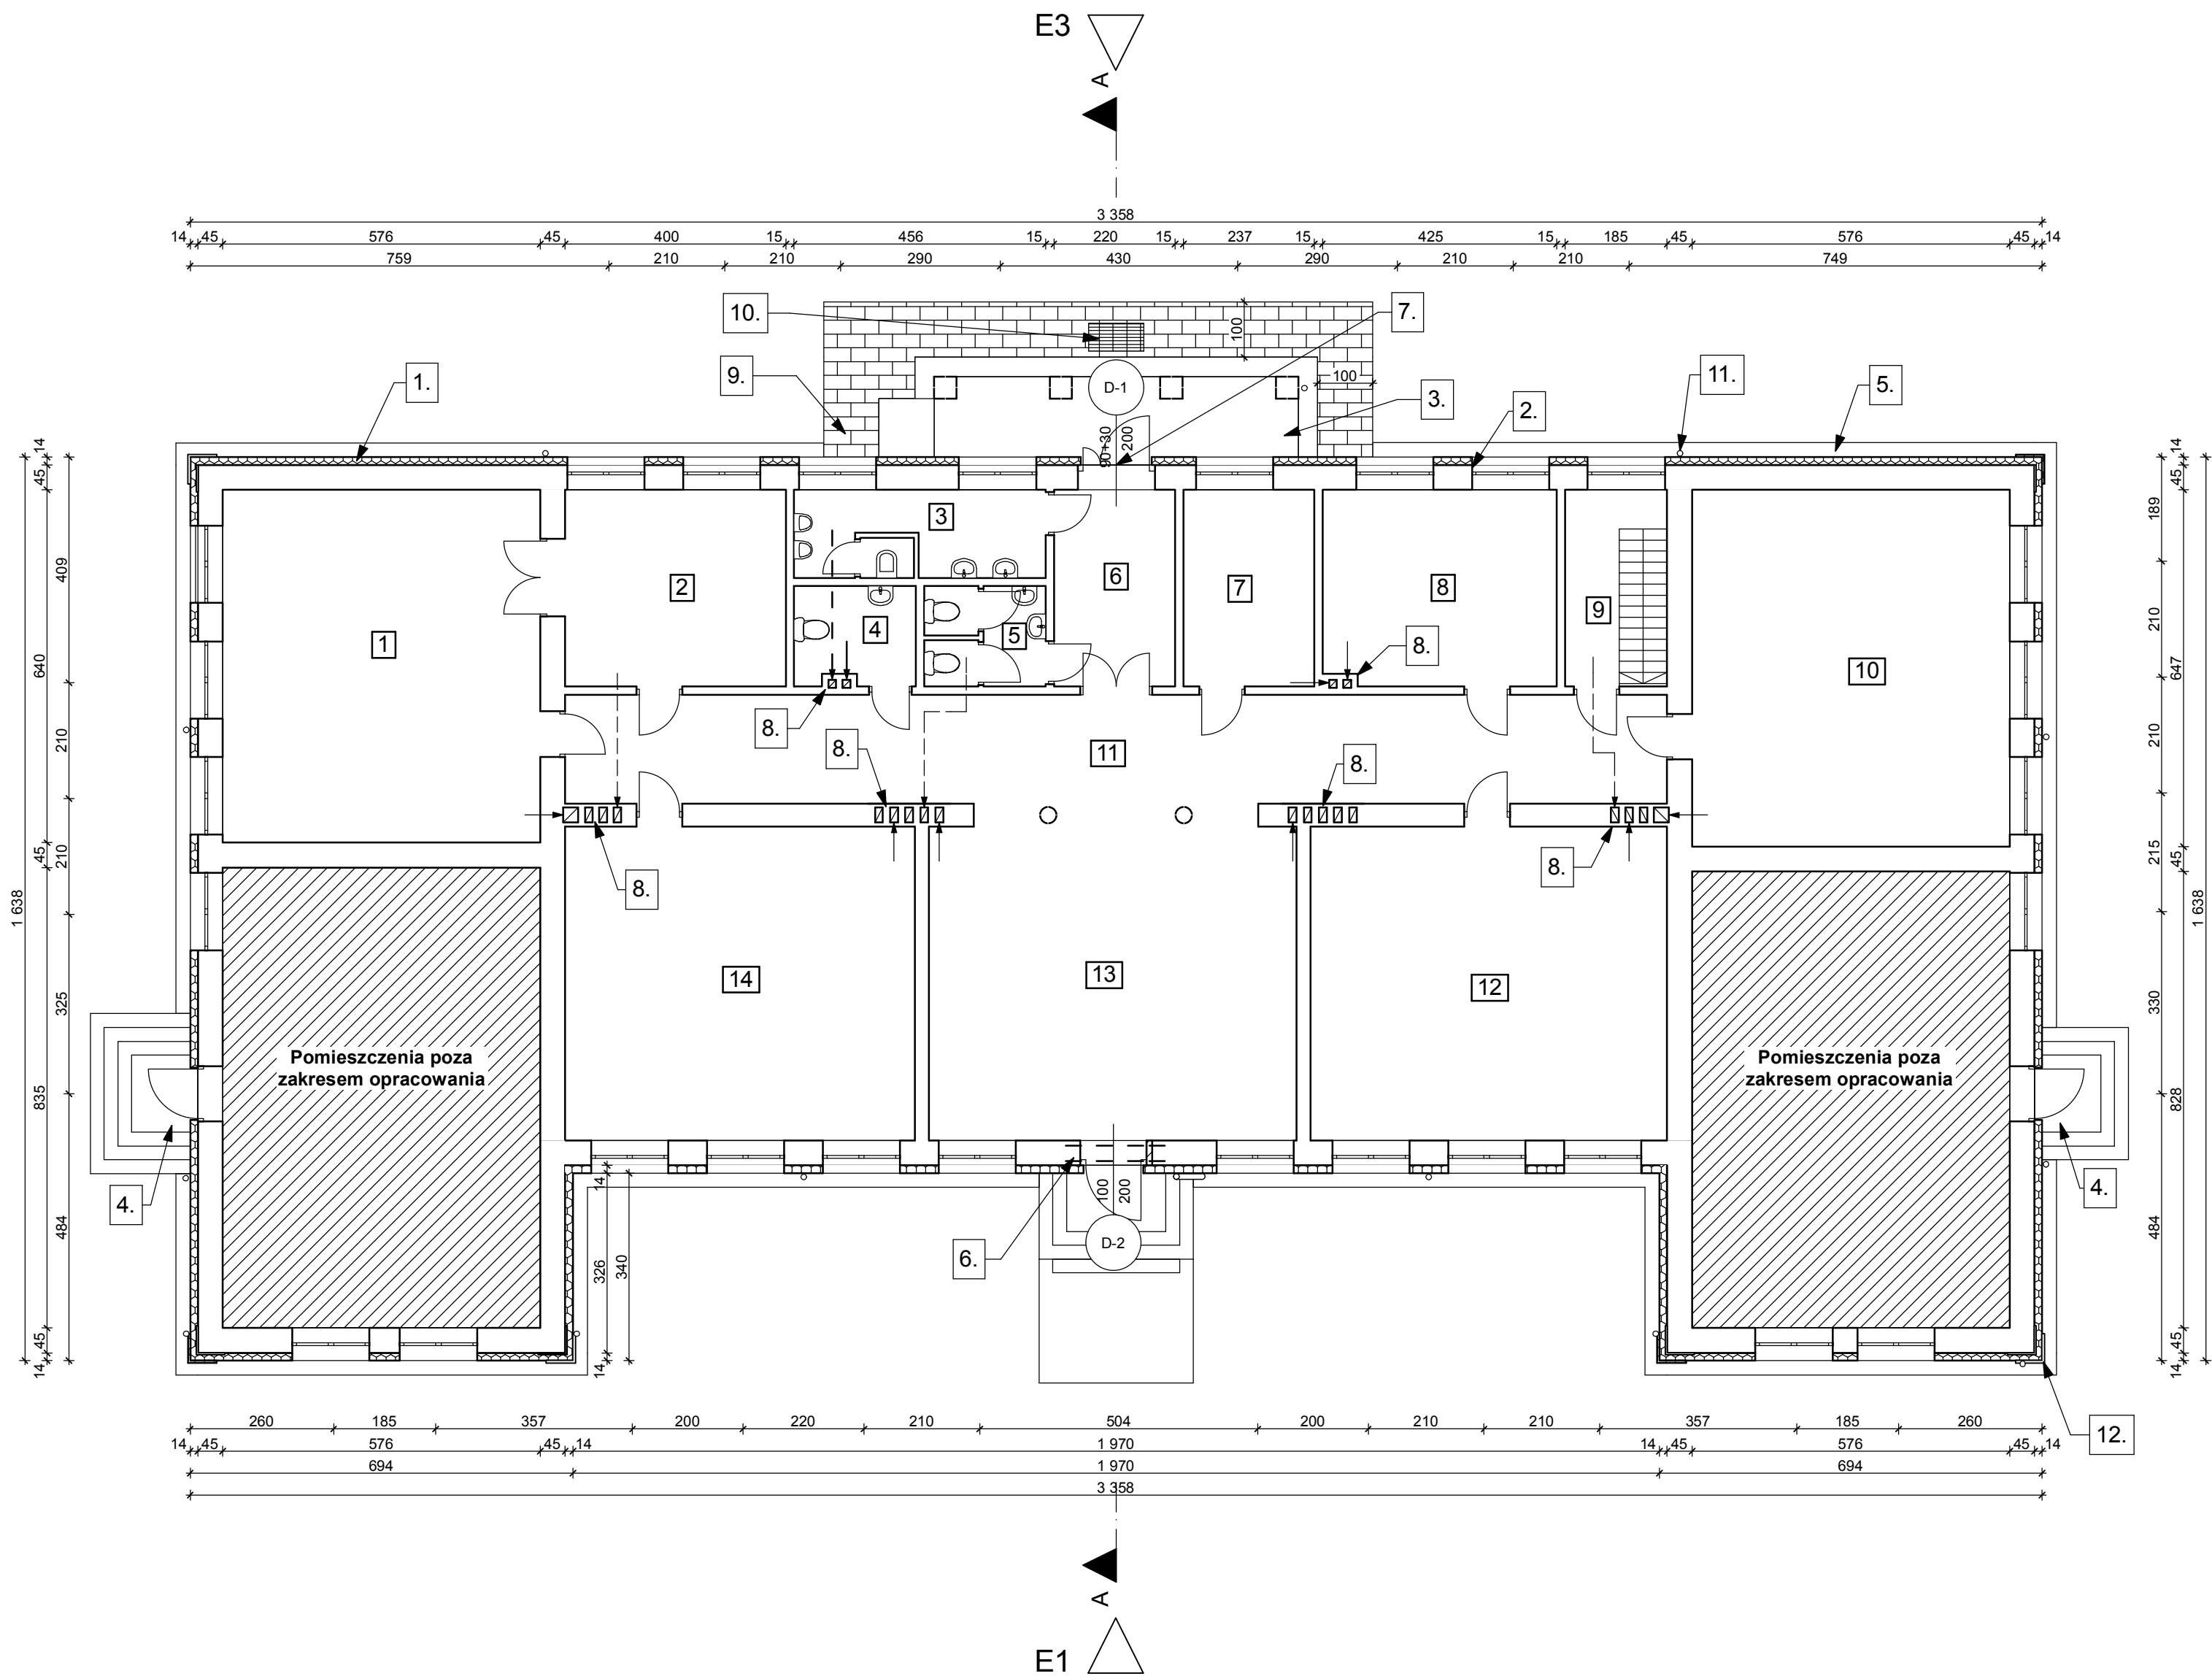 E3
A
3 358
14 45 576 45 400 15 456 15 220 15 237 15 425 15 185 45 576 45 14
759 210 210 290 430 290 210 210 749
10. 7.
100
9. 1. D-1 100 3. 2. 11. 5.
90+30
200
14 45 409 640 210 45 210 1 638 325 835 484 45 14
14 45 189 210 647 210 215 45 1 638 330 828 484 45 14
3
6
2 7 8
9
4 5
1 10
8.
8.
8.
11
8.
8.
8.
14 13 12
Pomieszczenia poza
zakresem opracowania
Pomieszczenia poza
zakresem opracowania
4. 4.
14 326 340 14
100
200
6. D-2
12.
260 185 357 200 220 210 504 200 210 210 357 185 260
14 45 576 45 14 1 970 14 45 576 45 14
694 1 970 694
3 358
A
E1